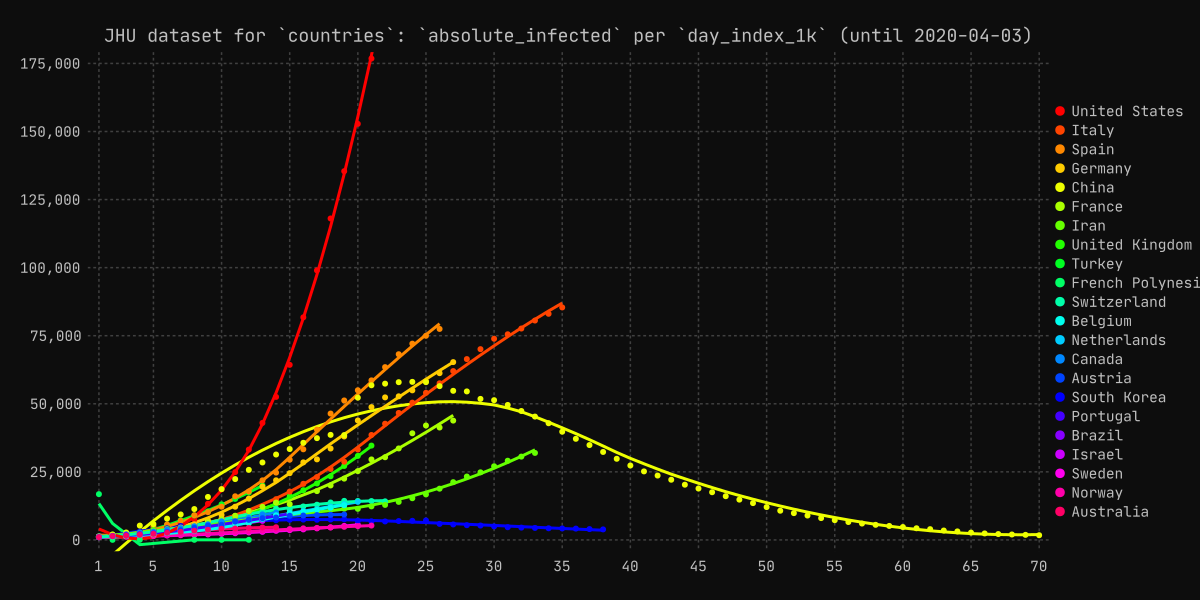 JHU dataset for `countries`: `absolute_infected` per `day_index_1k` (until 2020-04-03)
175,000
150,000
125,000
100,000
75,000
50,000
25,000
0
1 5 10 15 20 25 30 35 40 45 50 55 60 65 70
United States
Italy
Spain
Germany
China
France
Iran
United Kingdom
Turkey
French Polynesi
Switzerland
Belgium
Netherlands
Canada
Austria
South Korea
Portugal
Brazil
Israel
Sweden
Norway
Australia